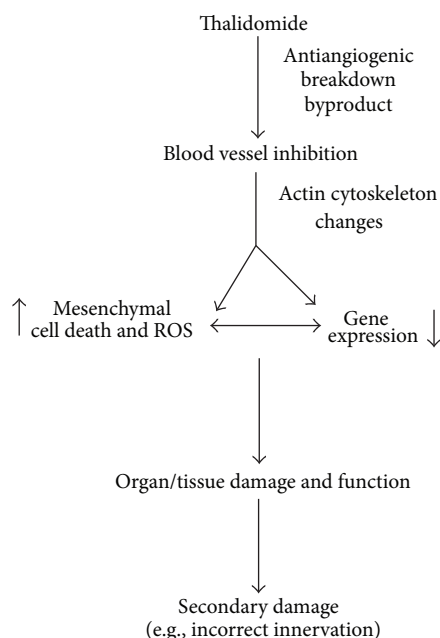 Thalidomide
Antiangiogenic
breakdown
byproduct
Blood vessel inhibition
Actin cytoskeleton
changes
Mesenchymal
cell death and ROS
Gene
expression
Organ/tissue damage and function
Secondary damage
(e.g., incorrect innervation)